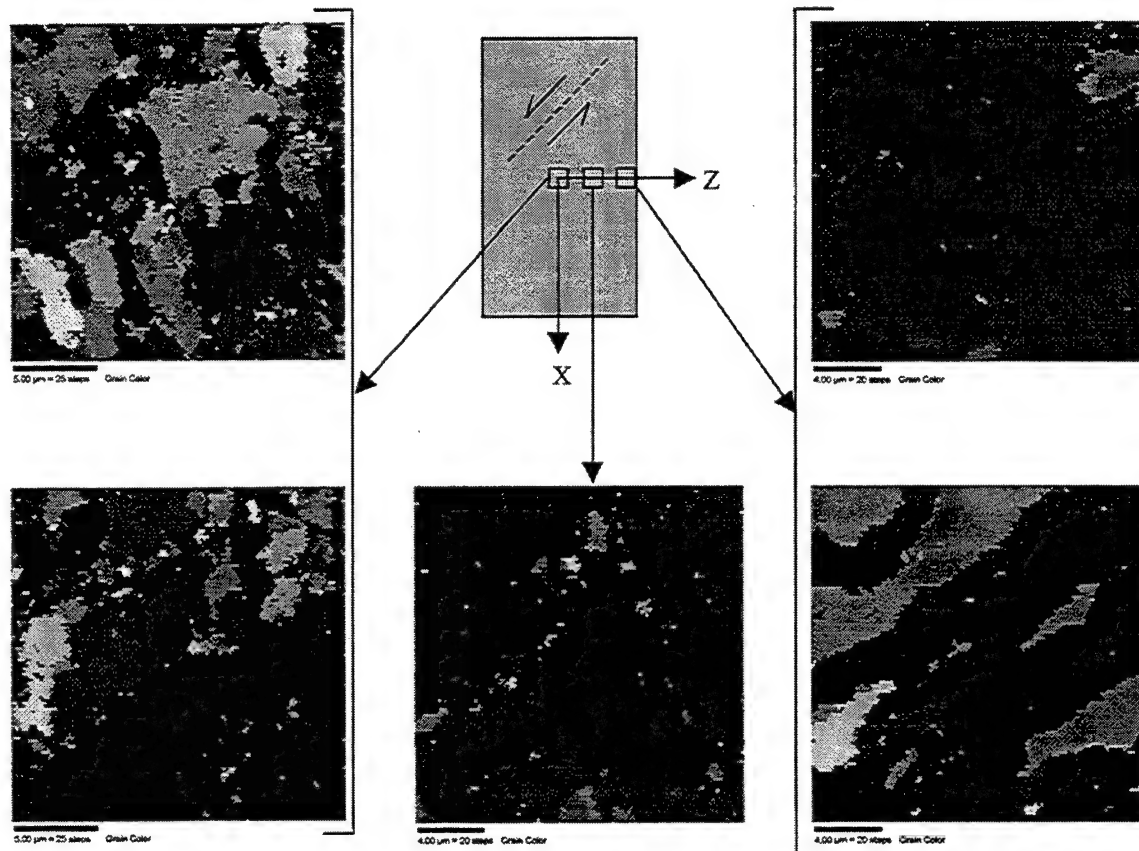 Z
X
5.00 µm = 25 steps Grain Color
4.00 µm = 20 steps Grain Color
5.00 µm = 25 steps Grain Color
4.00 µm = 20 steps Grain Color
4.00 µm = 20 steps Grain Color